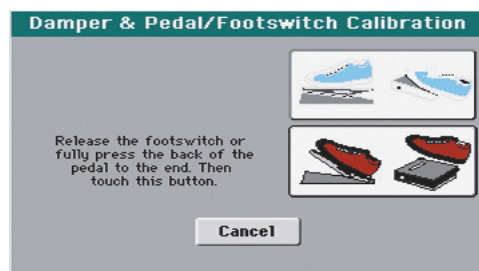 Damper & Pedal/Footswitch Calibration
Release the footswitch or
fully press the back of the
pedal to the end. Then
touch this button.
Cancel